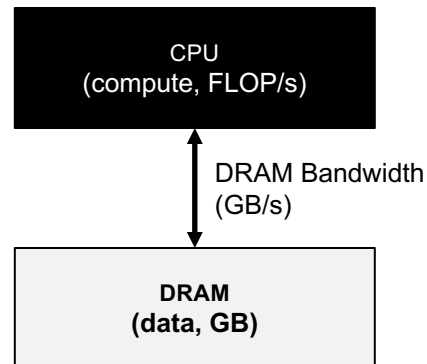 CPU
(compute, FLOP/s)
DRAM Bandwidth
(GB/s)
DRAM
(data, GB)